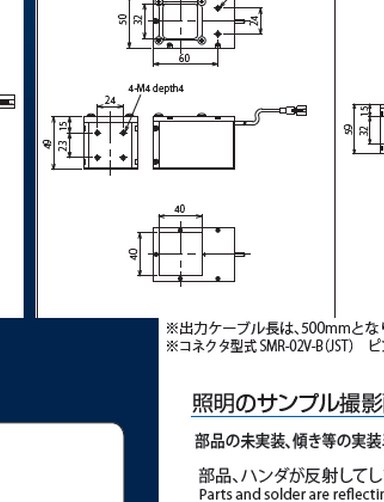 50
32
24
60
4-M4 depth4
24
49
15
23
15
66
32
40
40
※出力ケーブル長は、500mmとな
※コネクタ型式 SMR-02V-B(JST) ピ
照明のサンプル撮影
部品の未実装、傾き等の実装
部品、ハンダが反射してし
Parts and solder are reflectin